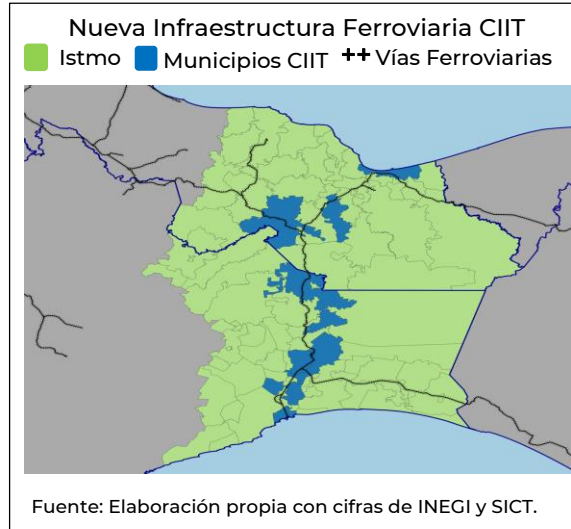 Nueva Infraestructura Ferroviaria CIIT
Istmo Municipios CIIT Vías Ferroviarias
Fuente: Elaboración propia con cifras de INEGI y SICT.